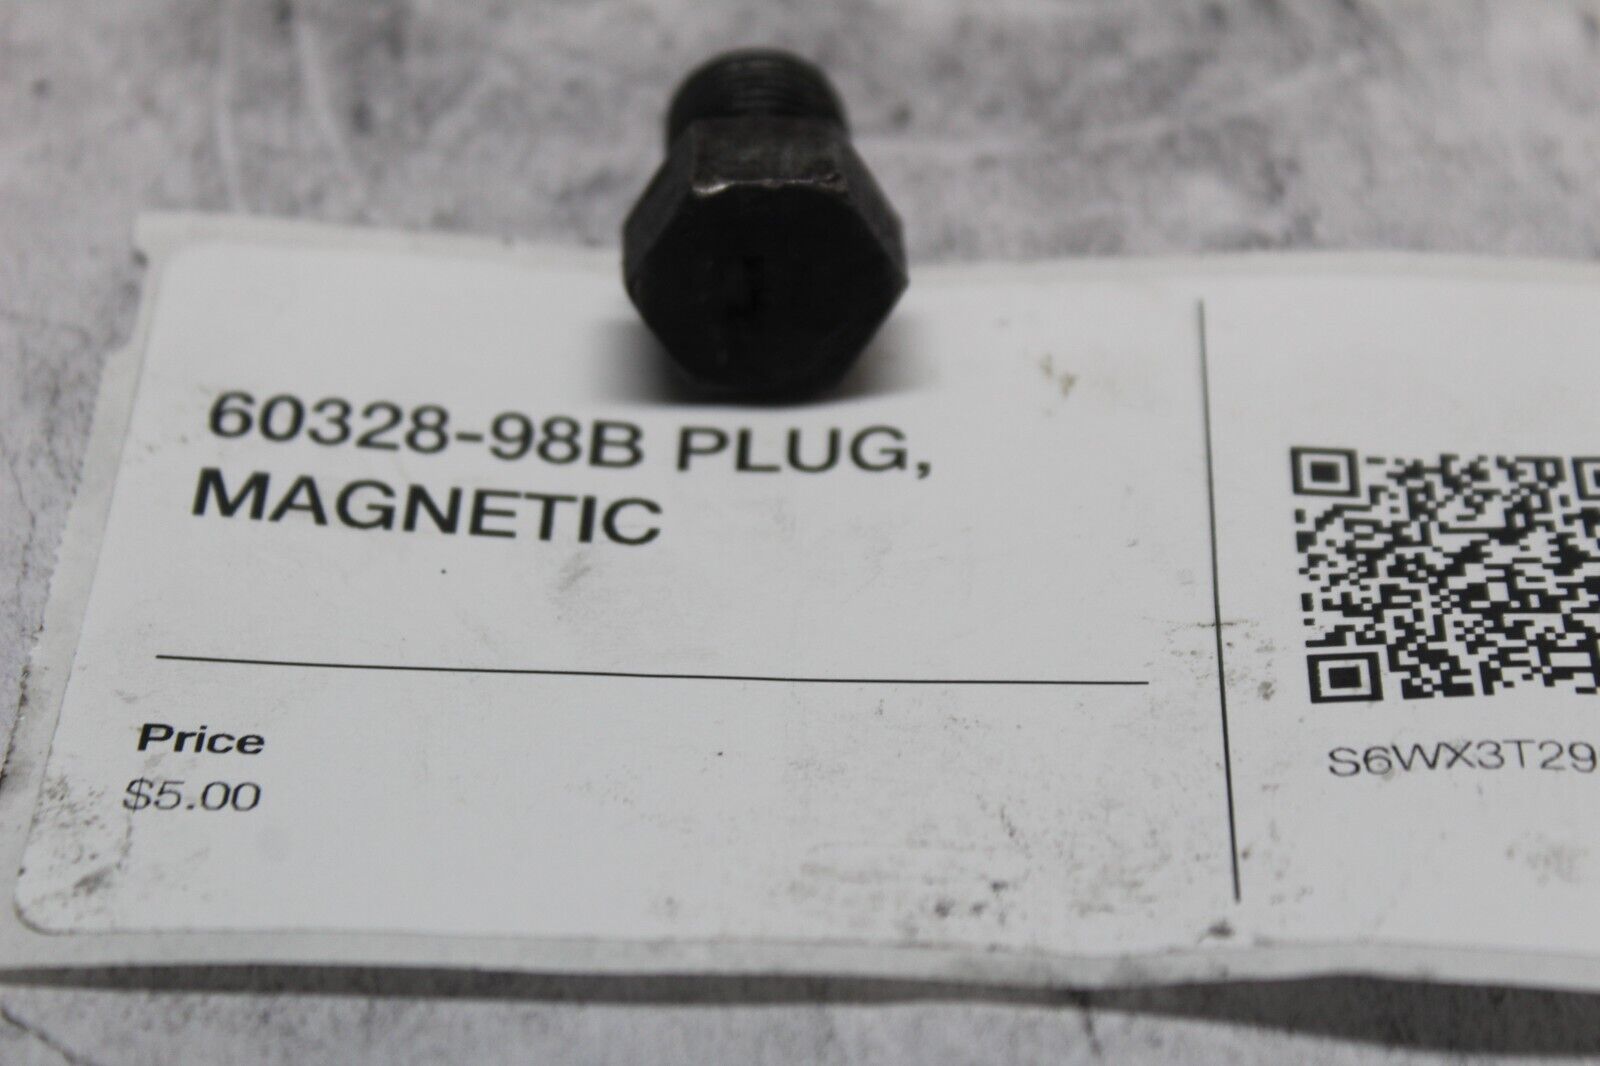 60328-98B PLUG,
MAGNETIC
Price
$5.00
S6WX3T29